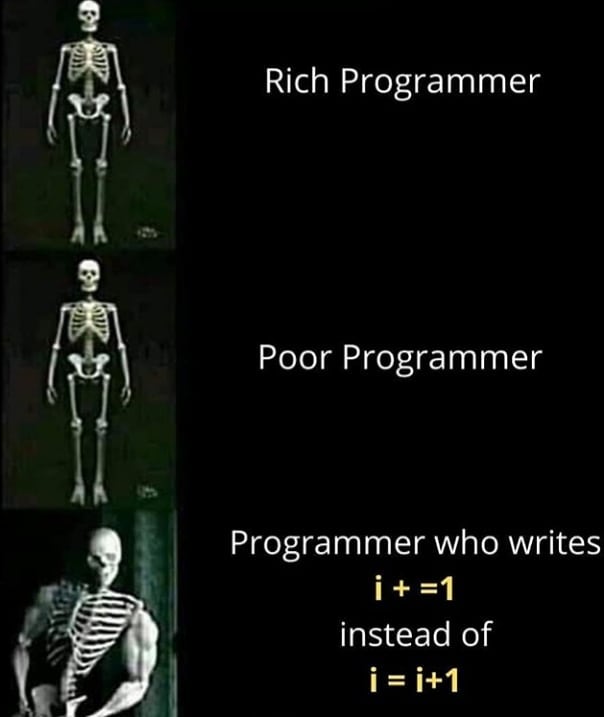 Rich Programmer
Poor Programmer
Programmer who writes
i + =1
instead of
i = i+1